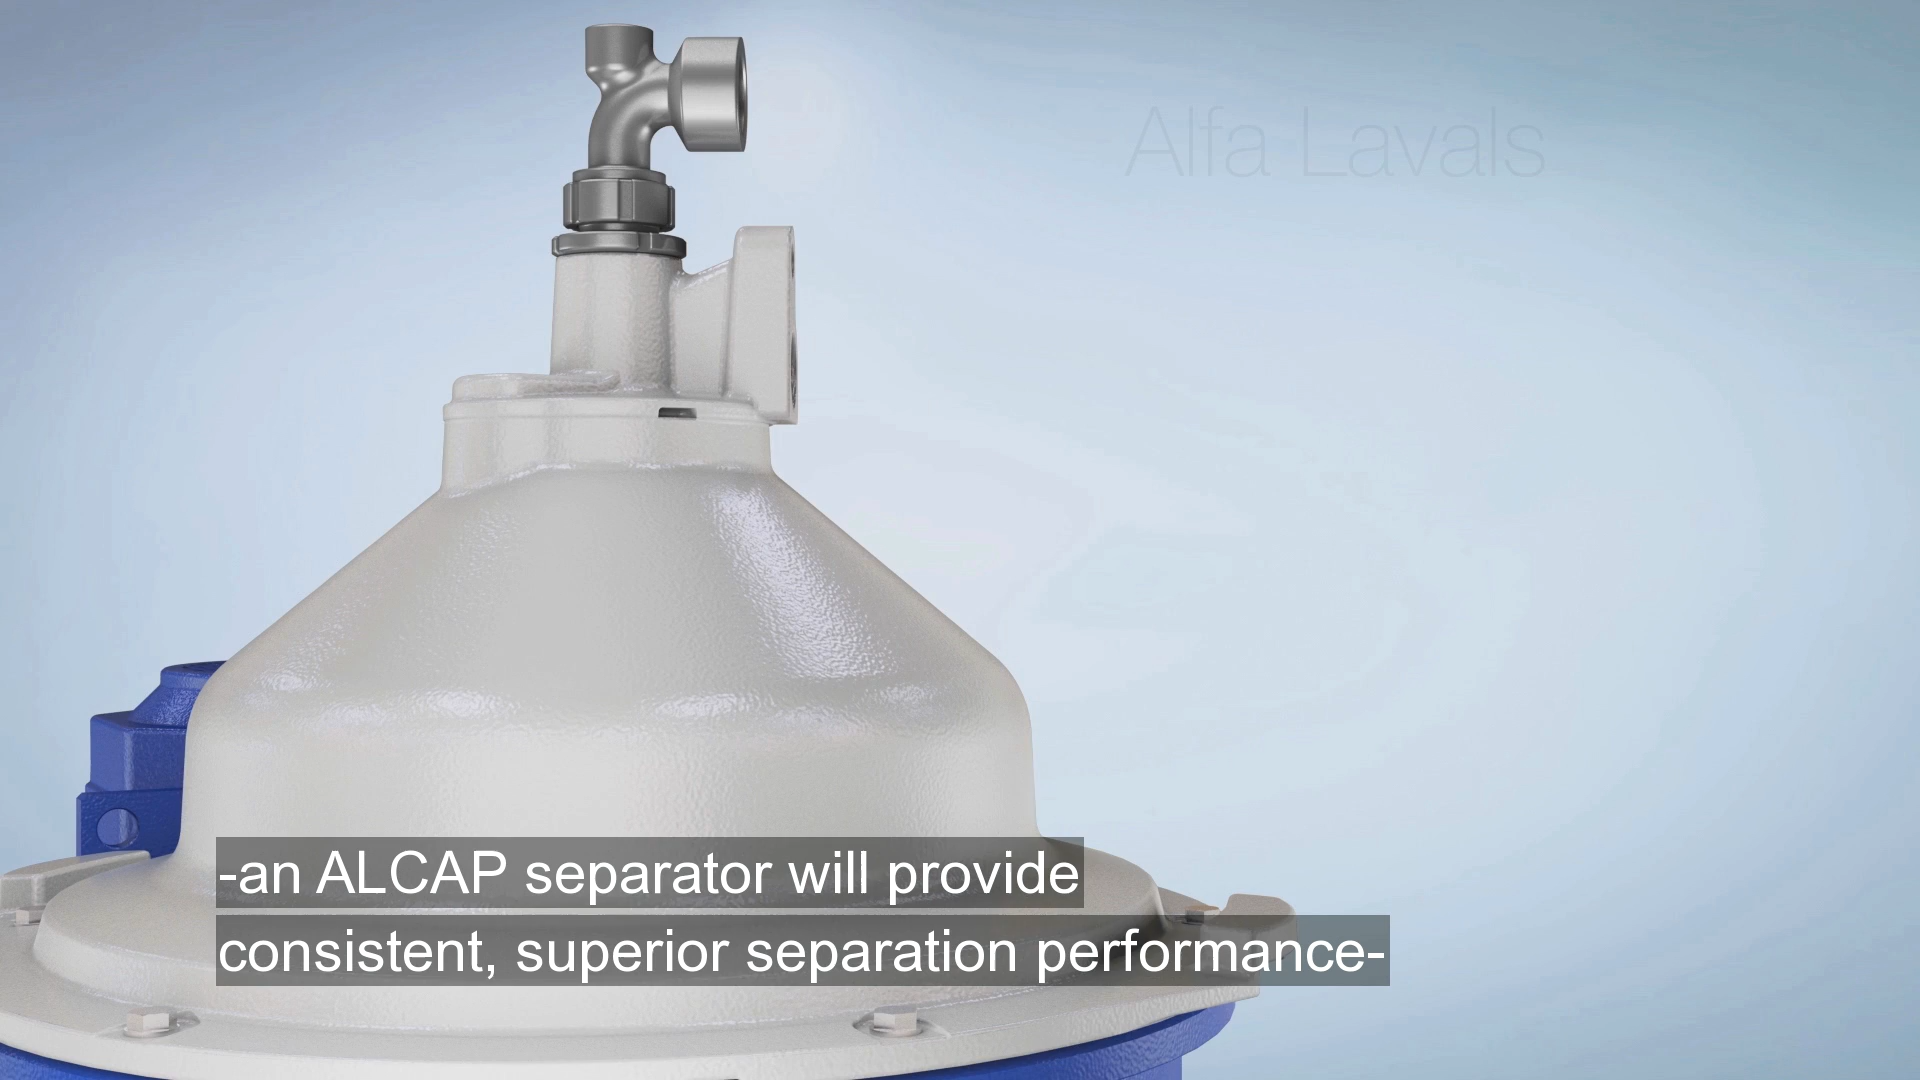 Alfa Lavals
-an ALCAP separator will provide
consistent, superior separation performance-